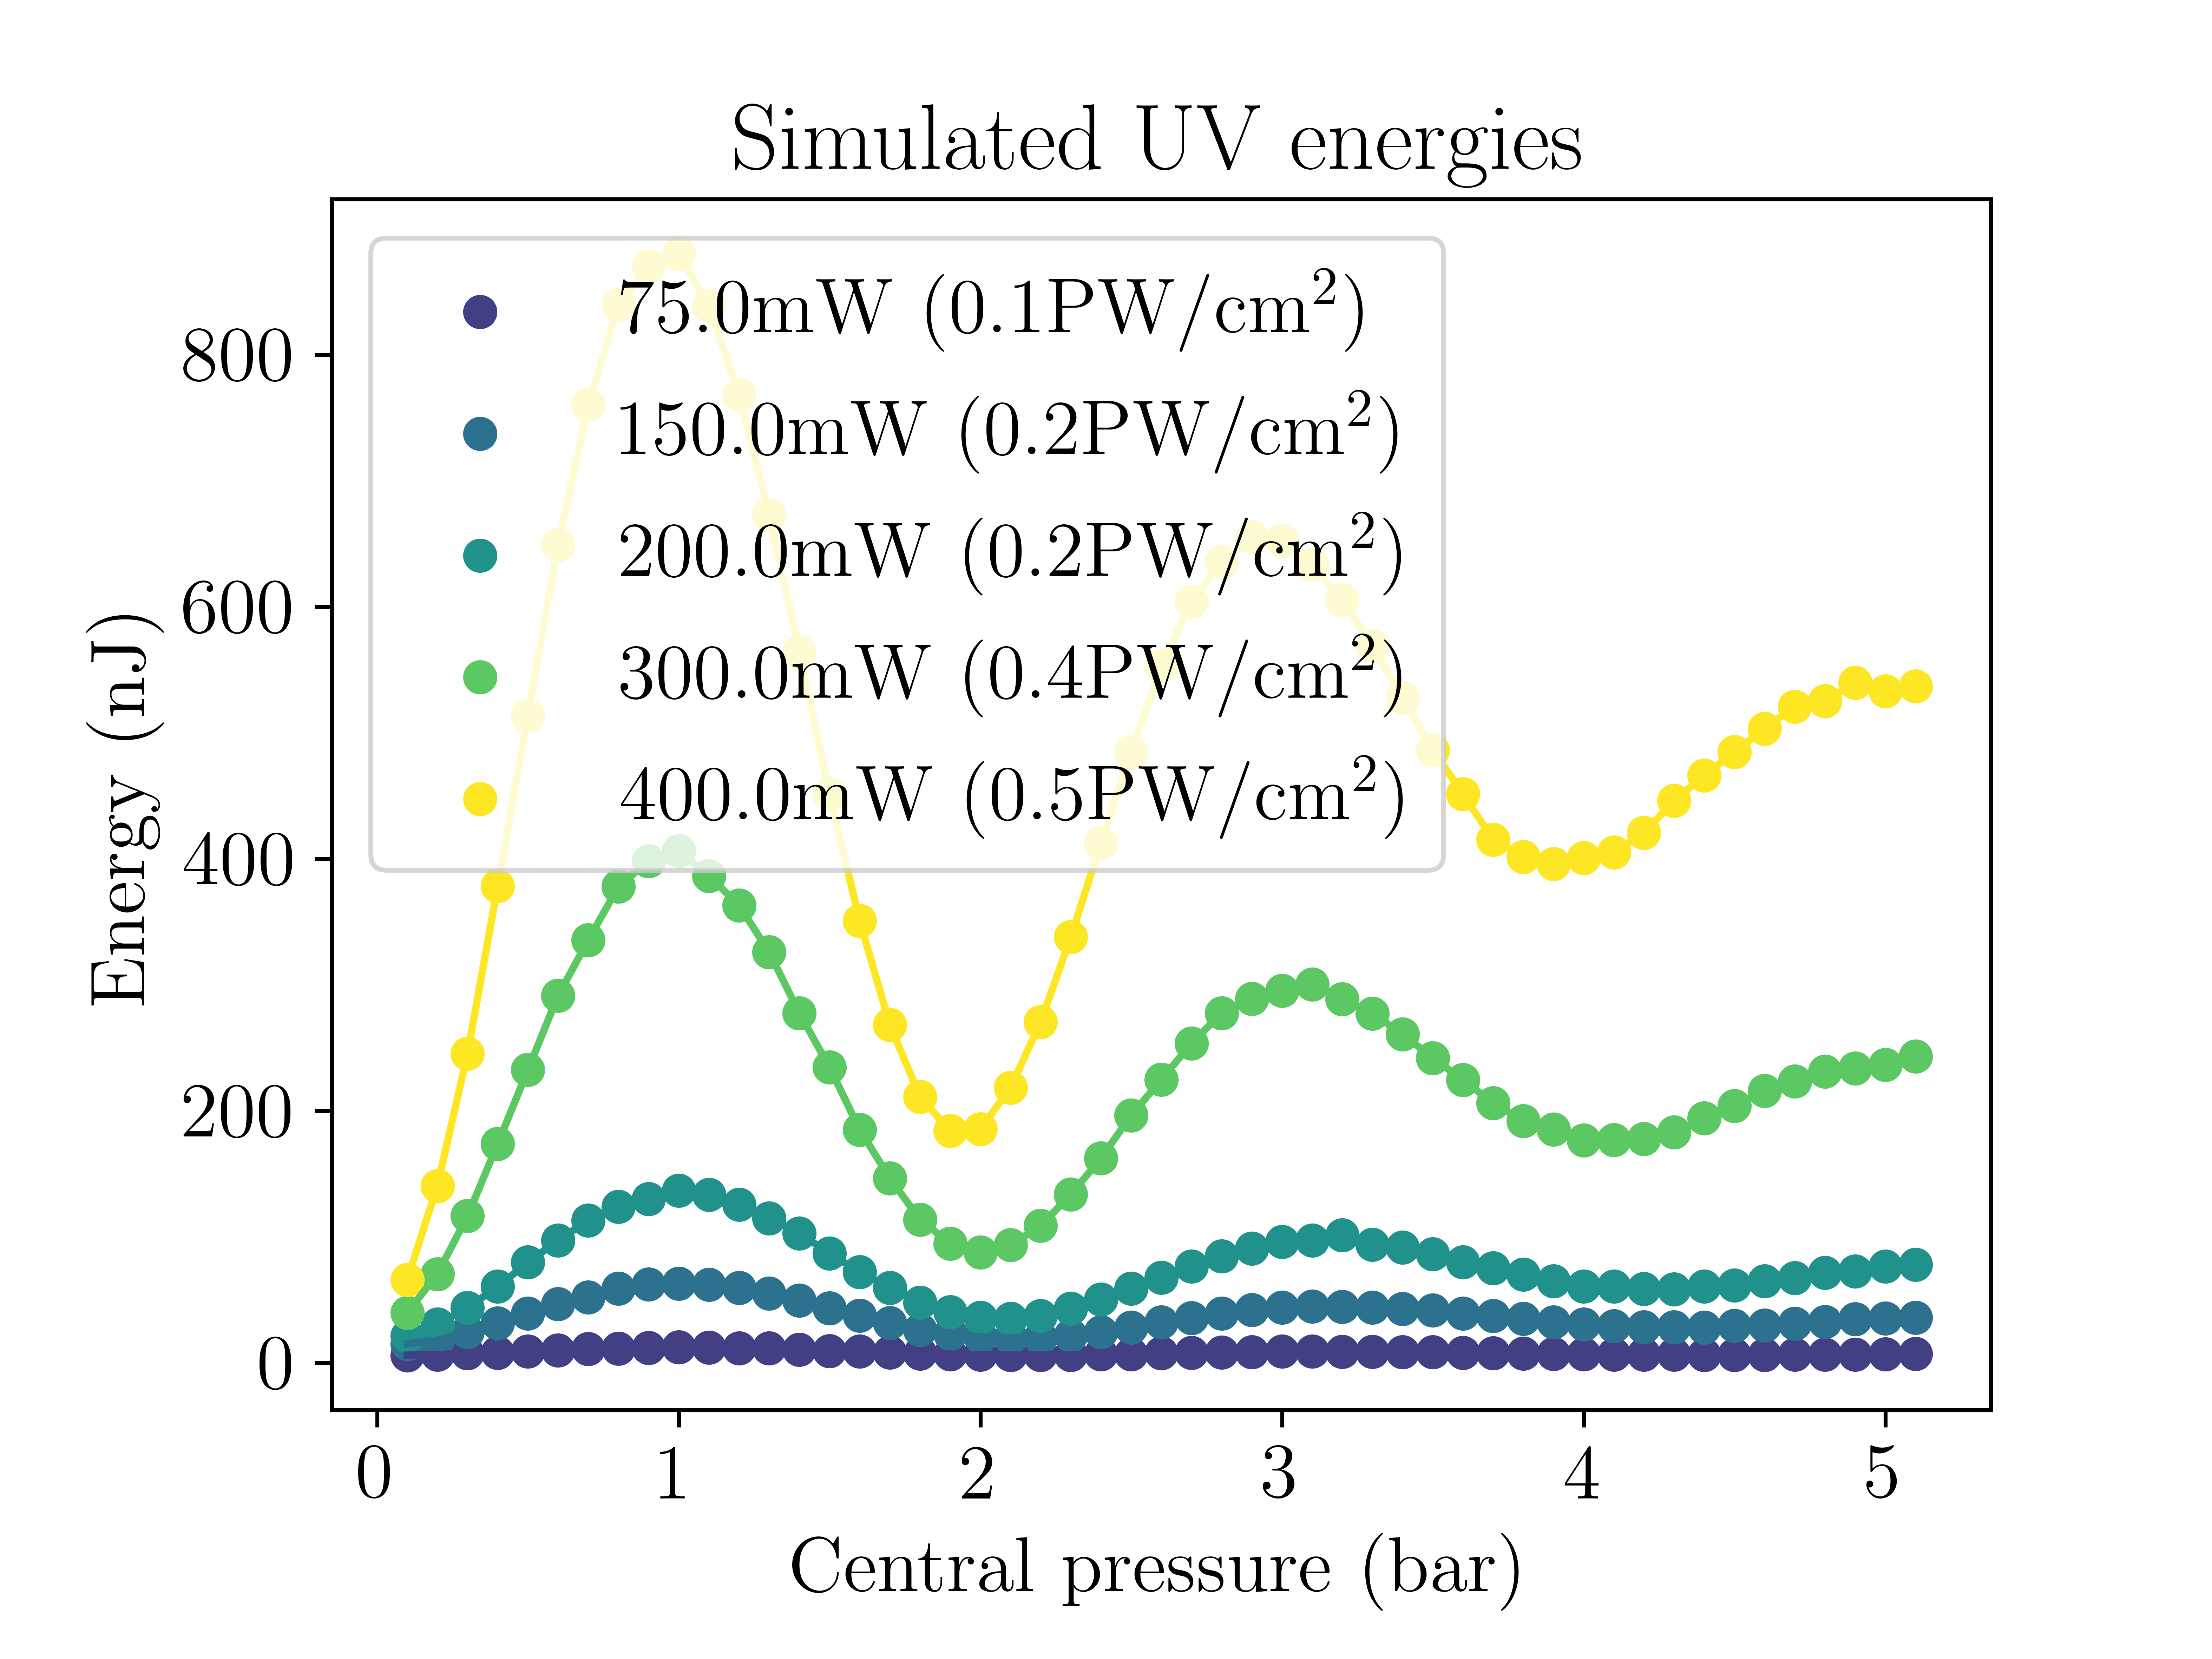 Simulated UV energies
75.0mW (0.1PW/cm²)
150.0mW (0.2PW/cm²)
200.0mW (0.2PW/cm²)
300.0mW (0.4PW/cm²)
400.0mW (0.5PW/cm²)
800
600
400
200
0
Energy (nJ)
0 1 2 3 4 5
Central pressure (bar)